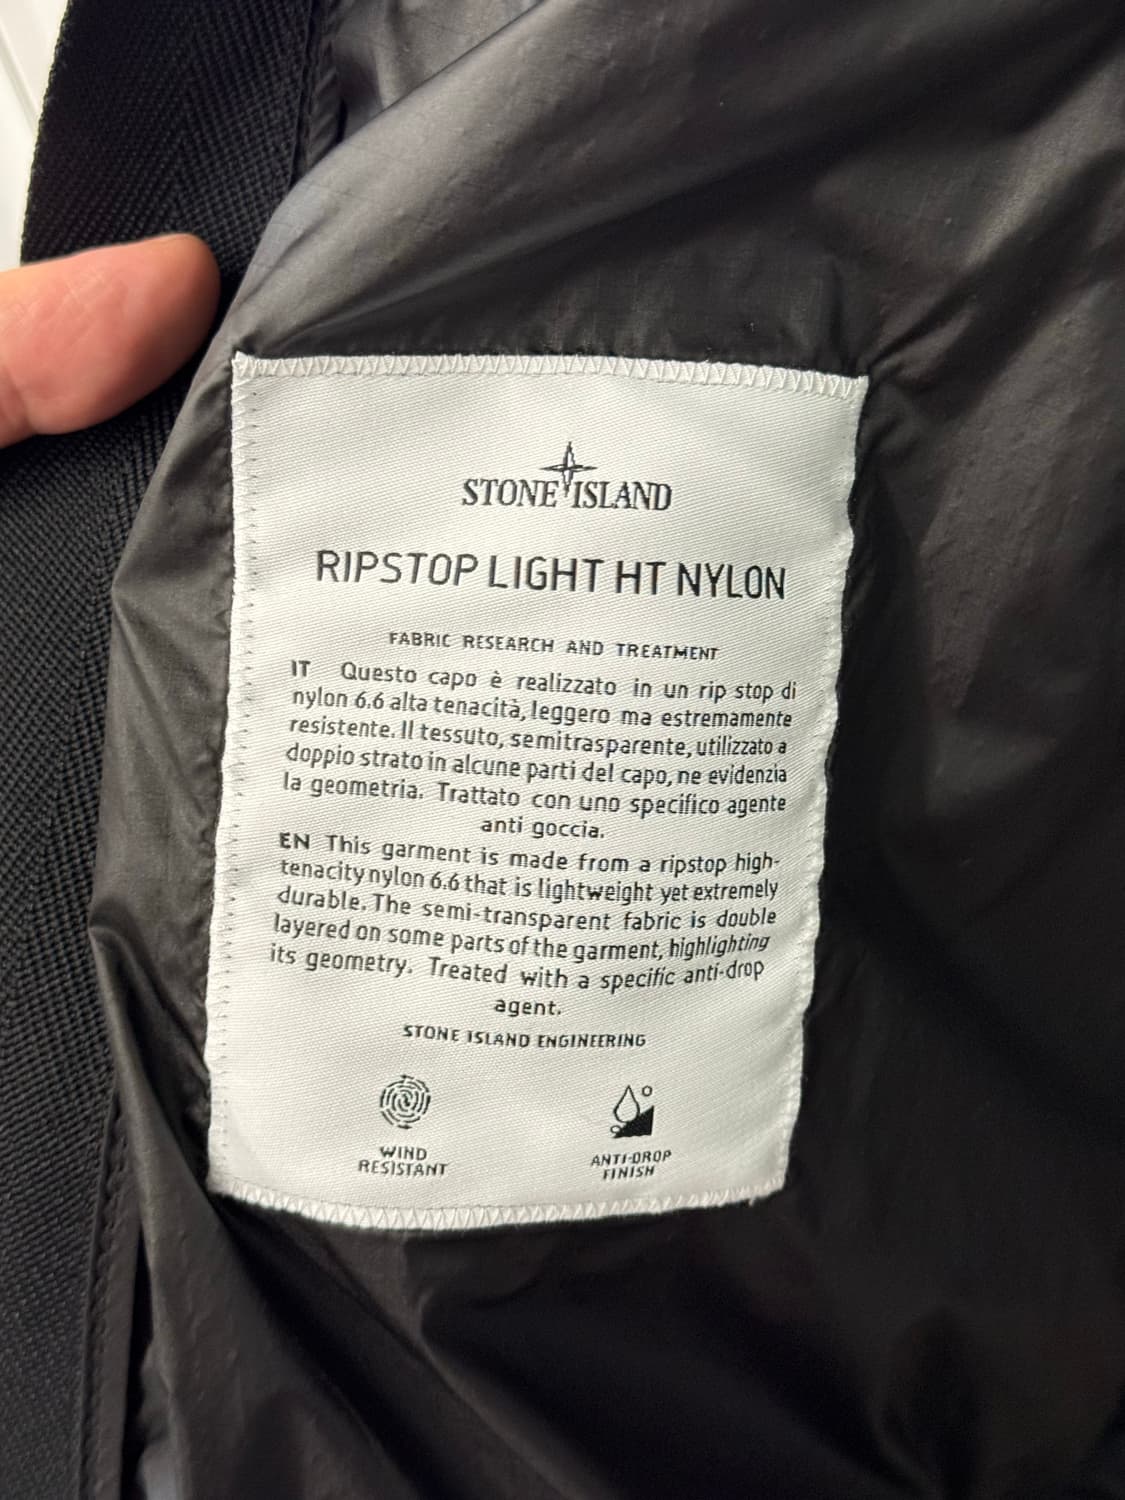 STONE ISLAND
RIPSTOP LIGHT HT NYLON
FABRIC RESEARCH AND TREATMENT
IT Questo capo è realizzato in un rip stop di
nylon 6.6 alta tenacità, leggero ma estremamente
resistente. Il tessuto, semitrasparente, utilizzato a
doppio strato in alcune parti del capo, ne evidenzia
la geometria. Trattato con uno specifico agente
anti goccia.
EN This garment is made from a ripstop high-
tenacity nylon 6.6 that is lightweight yet extremely
durable. The semi-transparent fabric is double
layered on some parts of the garment, highlighting
its geometry. Treated with a specific anti-drop
agent.
STONE ISLAND ENGINEERING
WIND
RESISTANT
ANTI-DROP
FINISH